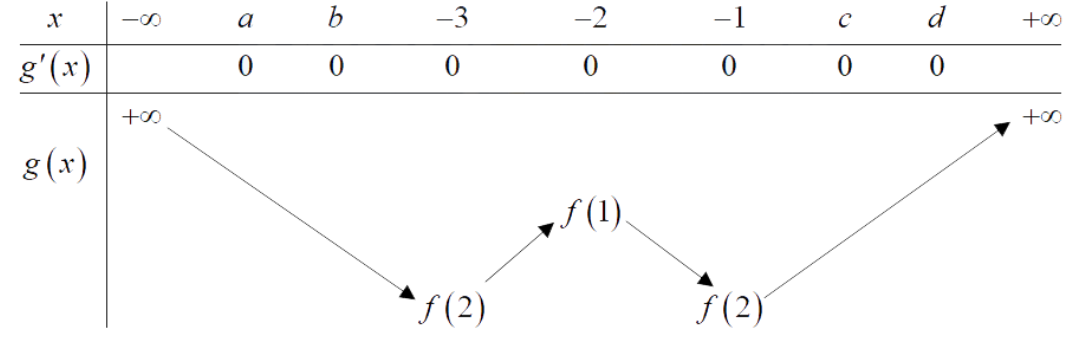 x −∞ a b −3 −2 −1 c d +∞
g′(x) 0 0 0 0 0 0 0
+∞ +∞
g(x)
f(1)
f(2) f(2)